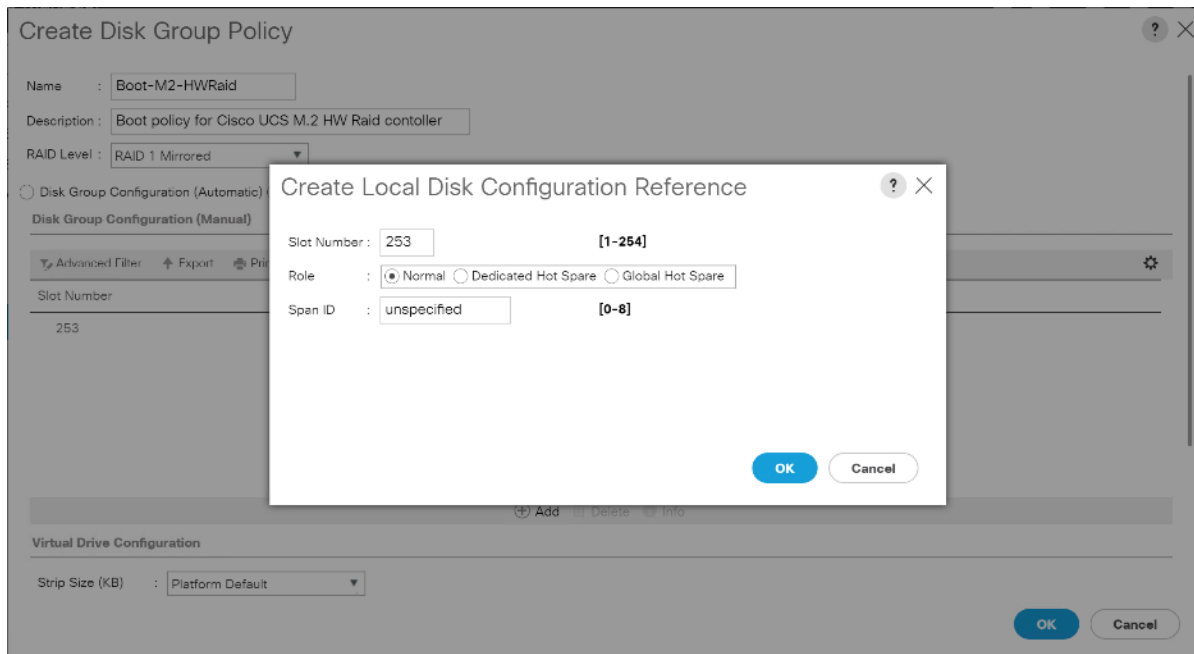 Create Disk Group Policy
?
Name : Boot-M2-HWRaid
Description : Boot policy for Cisco UCS M.2 HW Raid contoller
RAID Level : RAID 1 Mirrored
Disk Group Configuration (Automatic)
Disk Group Configuration (Manual)
Advanced Filter Export Prin
Slot Number
253
Create Local Disk Configuration Reference
?
Slot Number : 253 [1-254]
Role : Normal Dedicated Hot Spare Global Hot Spare
Span ID : unspecified [0-8]
OK Cancel
Add Delete Info
Virtual Drive Configuration
Strip Size (KB) : Platform Default
OK Cancel